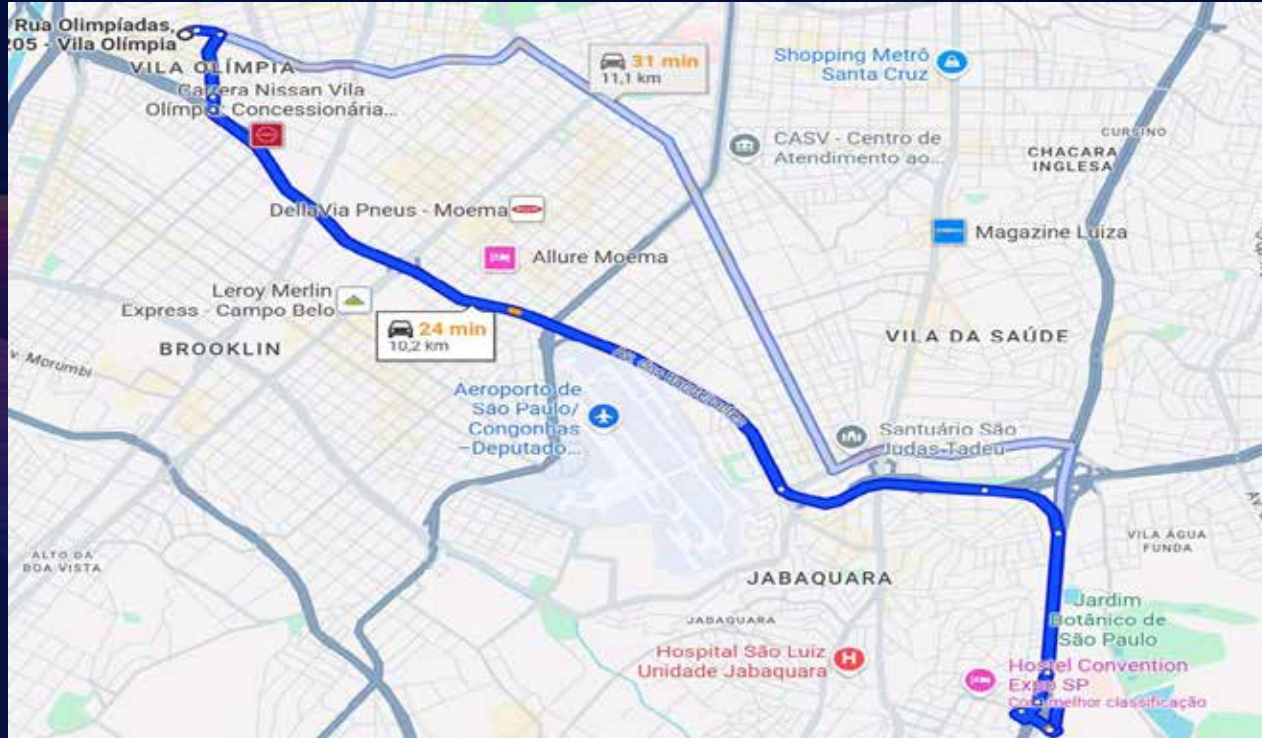 Rua Olimpíadas,
205 - Vila Olímpia
VILA OLÍMPIA
Carrera Nissan Vila
Olímpia: Concessionária...
31 min
11,1 km
Shopping Metrô
Santa Cruz
CURSINO
CHACARA
INGLESA
CASV - Centro de
Atendimento ao...
DellaVia Pneus - Moema
Magazine Luiza
Allure Moema
Leroy Merlin
Express - Campo Belo
24 min
10,2 km
BROOKLIN
v. Morumbi
VILA DA SAÚDE
Aeroporto de
São Paulo/
Congonhas
-Deputado...
Santuário São
Judas Tadeu
VILA ÁGUA
FUNDA
ALTO DA
BOA VISTA
JABAQUARA
JABAQUARA
Jardim
Botânico de
São Paulo
Hospital São Luiz
Unidade Jabaquara
H
Hostel Convention
Expo SP
Com melhor classificação